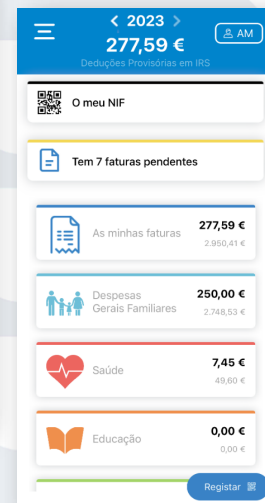 < 2023 >
AM
277,59 €
Deduções Provisórias em IRS
O meu NIF
Tem 7 faturas pendentes
As minhas faturas
277,59 €
2.950,41 €
Despesas
Gerais Familiares
250,00 €
2.748,53 €
Saúde
7,45 €
49,60 €
Educação
0,00 €
0,00 €
Registar